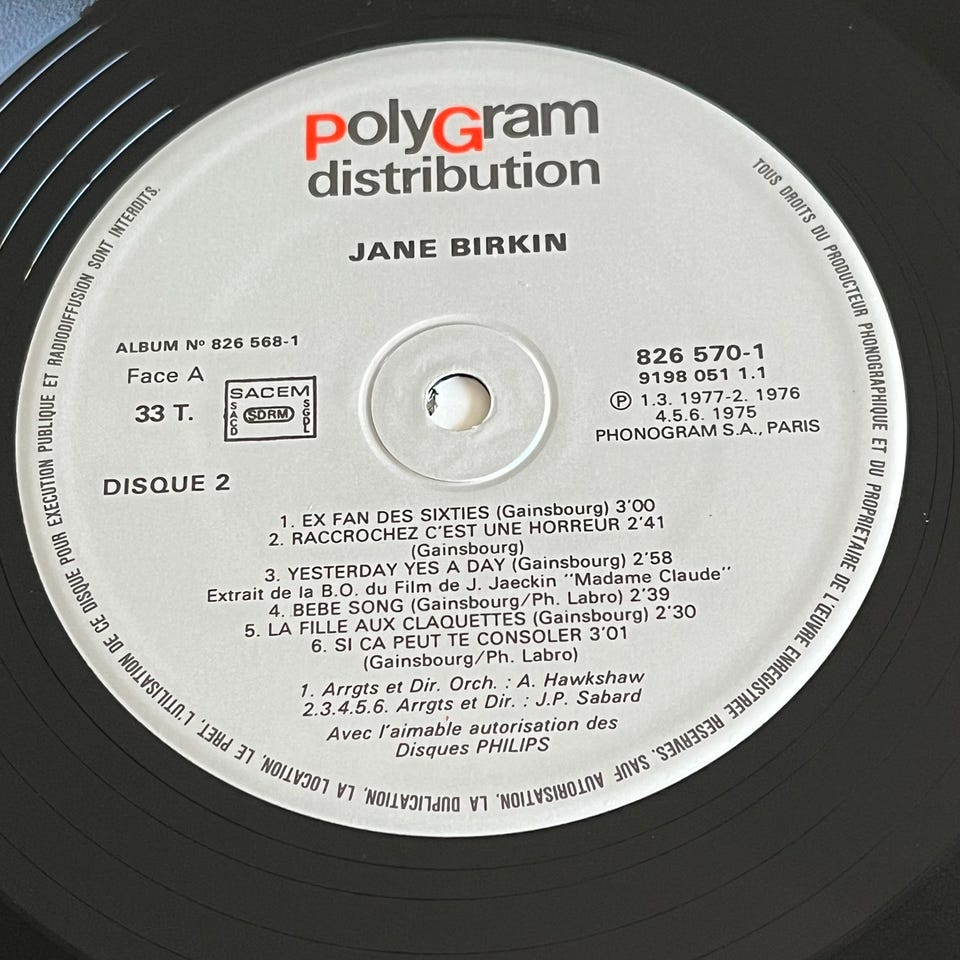 PolyGram
distribution
JANE BIRKIN
ALBUM Nº 826 568-1
Face A
33 T.
SACEM
SACD
SDRM
SGDL
DISQUE 2
826 570-1
9198 051 1.1
℗ 1.3. 1977-2. 1976
4.5.6. 1975
PHONOGRAM S.A., PARIS
1. EX FAN DES SIXTIES (Gainsbourg) 3'00
2. RACCROCHEZ C'EST UNE HORREUR 2'41
(Gainsbourg)
3. YESTERDAY YES A DAY (Gainsbourg) 2'58
Extrait de la B.O. du Film de J. Jaeckin "Madame Claude"
4. BEBE SONG (Gainsbourg/Ph. Labro) 2'39
5. LA FILLE AUX CLAQUETTES (Gainsbourg) 2'30
6. SI CA PEUT TE CONSOLER 3'01
(Gainsbourg/Ph. Labro)
1. Arrgts et Dir. Orch. : A. Hawkshaw
2.3.4.5.6. Arrgts et Dir. : J.P. Sabard
Avec l'aimable autorisation des
Disques PHILIPS
TOUS DROITS DU PRODUCTEUR PHONOGRAPHIQUE ET DU PROPRIETAIRE DE L'ŒUVRE ENREGISTREE RESERVES. SAUF AUTORISATION, LA DUPLICATION, LA LOCATION, LE PRET, L'UTILISATION DE CE DISQUE POUR EXECUTION PUBLIQUE ET RADIODIFFUSION SONT INTERDITS.